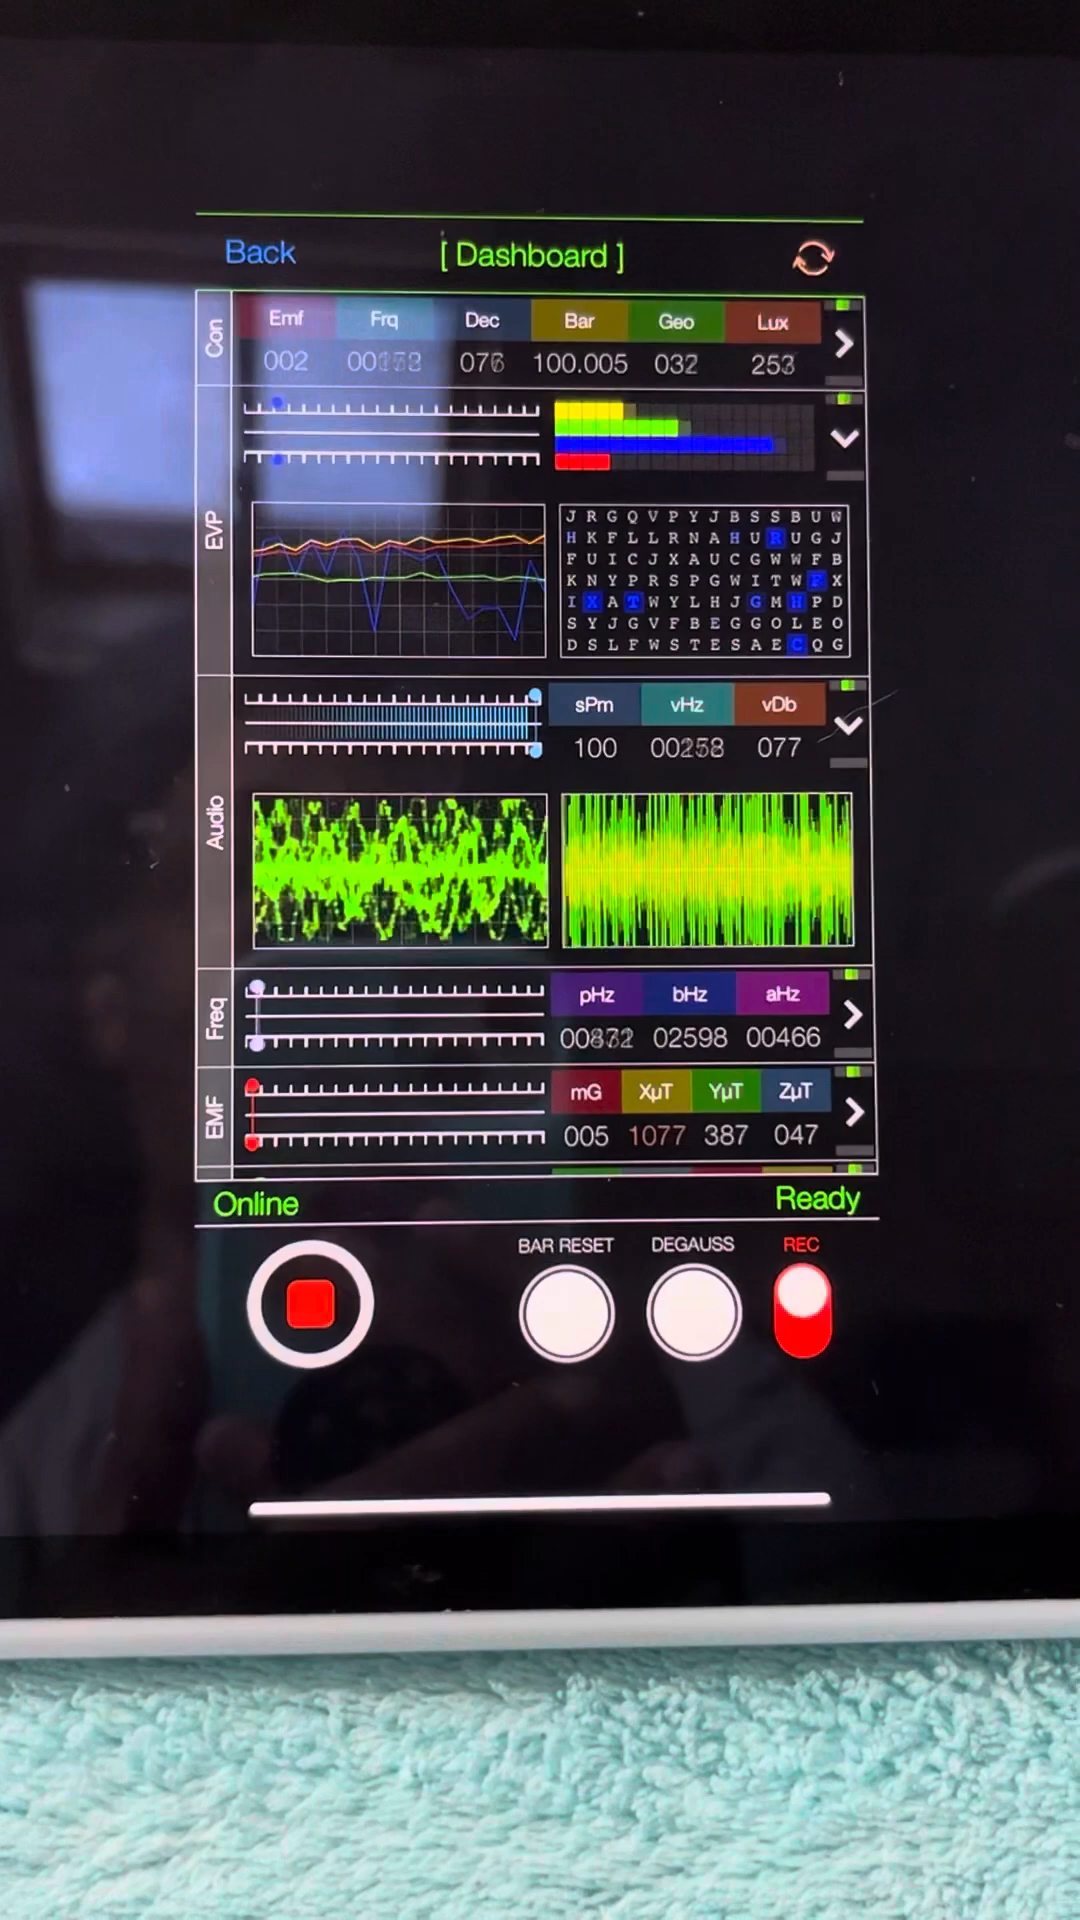 Back [ Dashboard ]
Con
Emf Frq Dec Bar Geo Lux
002 076 100.005 032 253
EVP
J R G Q V P Y J B S S B U W
H K F L L R N A H U R U G J
F U I C J X A U C G W W F B
K N Y P R S P G W I T W F X
I X A T W Y L H J G M H P D
S Y J G V F B E G G O L E O
D S L F W S T E S A E C Q G
Audio
sPm vHz vDb
100 00258 077
Freq
pHz bHz aHz
02598 00466
EMF
mG XµT YµT ZµT
005 1077 387 047
Online Ready
BAR RESET DEGAUSS REC